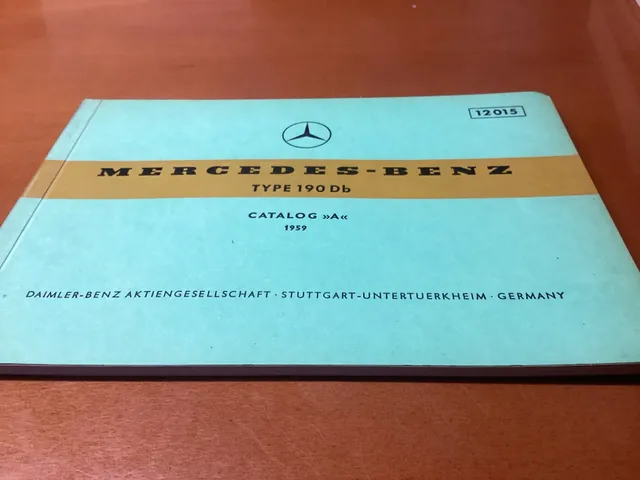 12015
MERCEDES-BENZ
TYPE 190 Db
CATALOG »A«
1959
DAIMLER-BENZ AKTIENGESELLSCHAFT · STUTTGART-UNTERTUERKHEIM · GERMANY